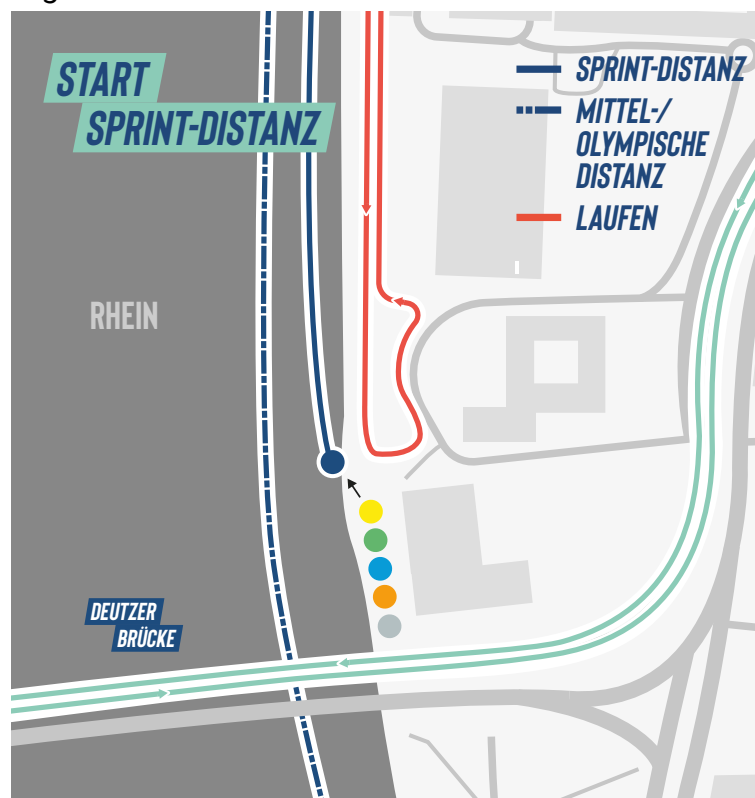 START
SPRINT-DISTANZ
SPRINT-DISTANZ
MITTEL-/
OLYMPISCHE
DISTANZ
LAUFEN
RHEIN
DEUTZER
BRÜCKE